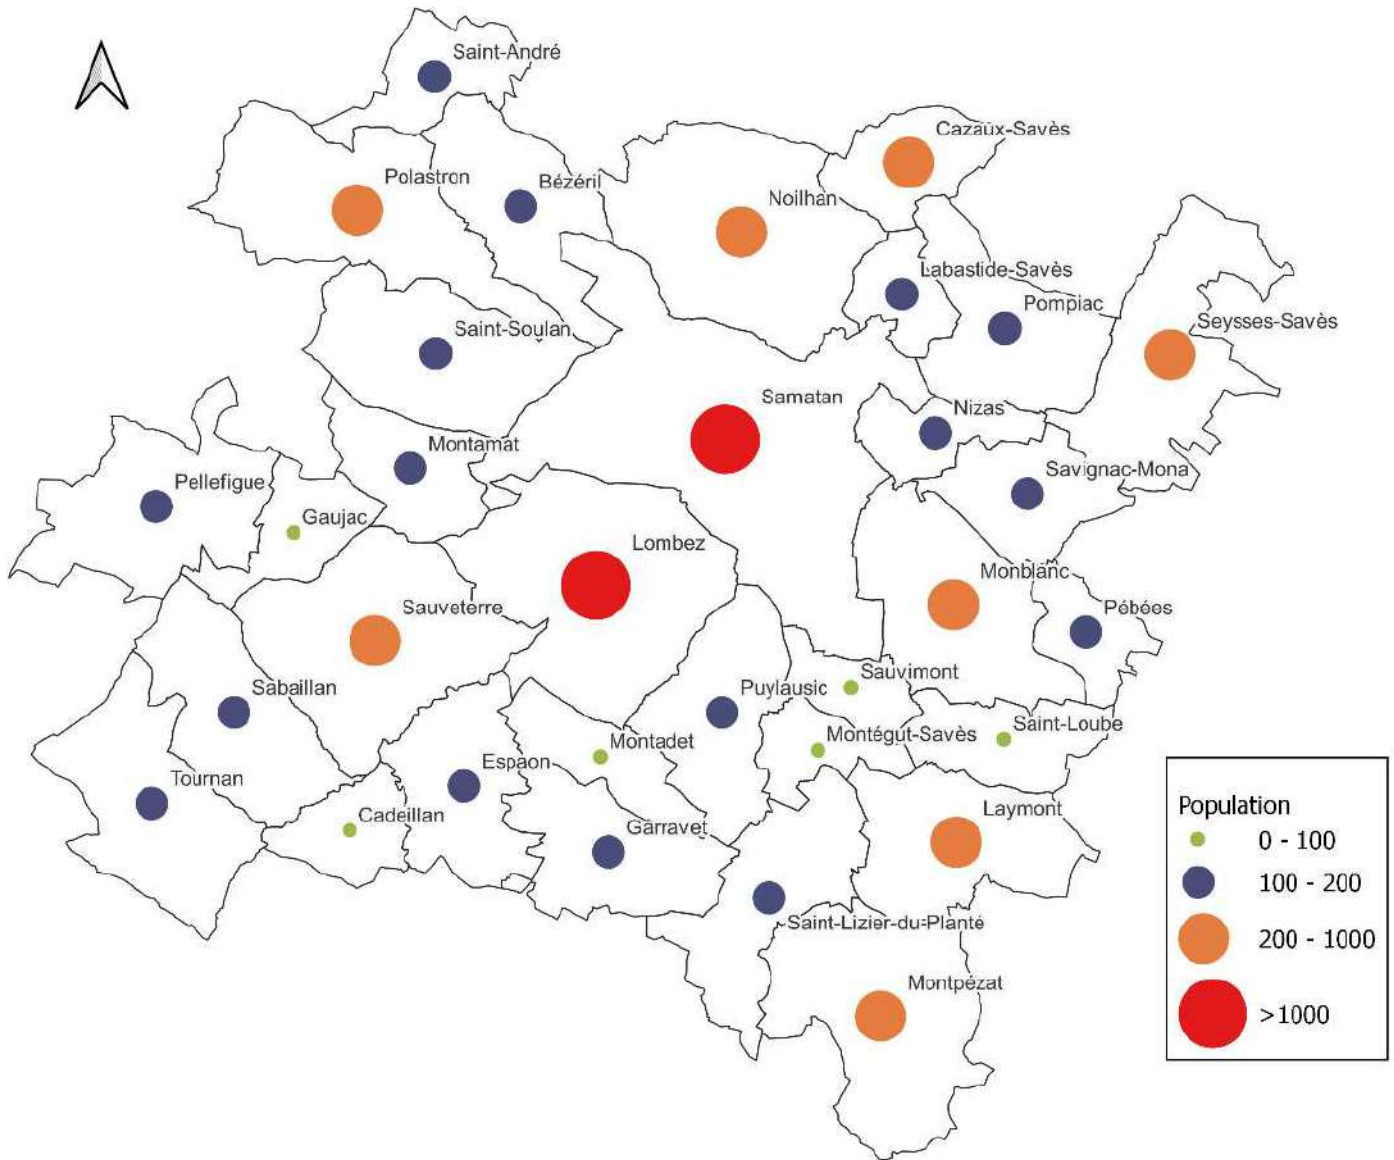 Saint-André
Cazaux-Savès
Polastron
Bézéril
Noilhan
Labastide-Savès
Pompiac
Seysses-Savès
Saint-Soulan
Samatan
Nizas
Montamat
Savignac-Mona
Pellefigue
Gaujac
Lombez
Monblanc
Sauveterre
Pébées
Sauvimont
Sabaillan
Puylausic
Saint-Loube
Montégut-Savès
Montadet
Espaon
Tournan
Laymont
Cadeillan
Garravet
Saint-Lizier-du-Planté
Montpézat
Population
0 - 100
100 - 200
200 - 1000
>1000